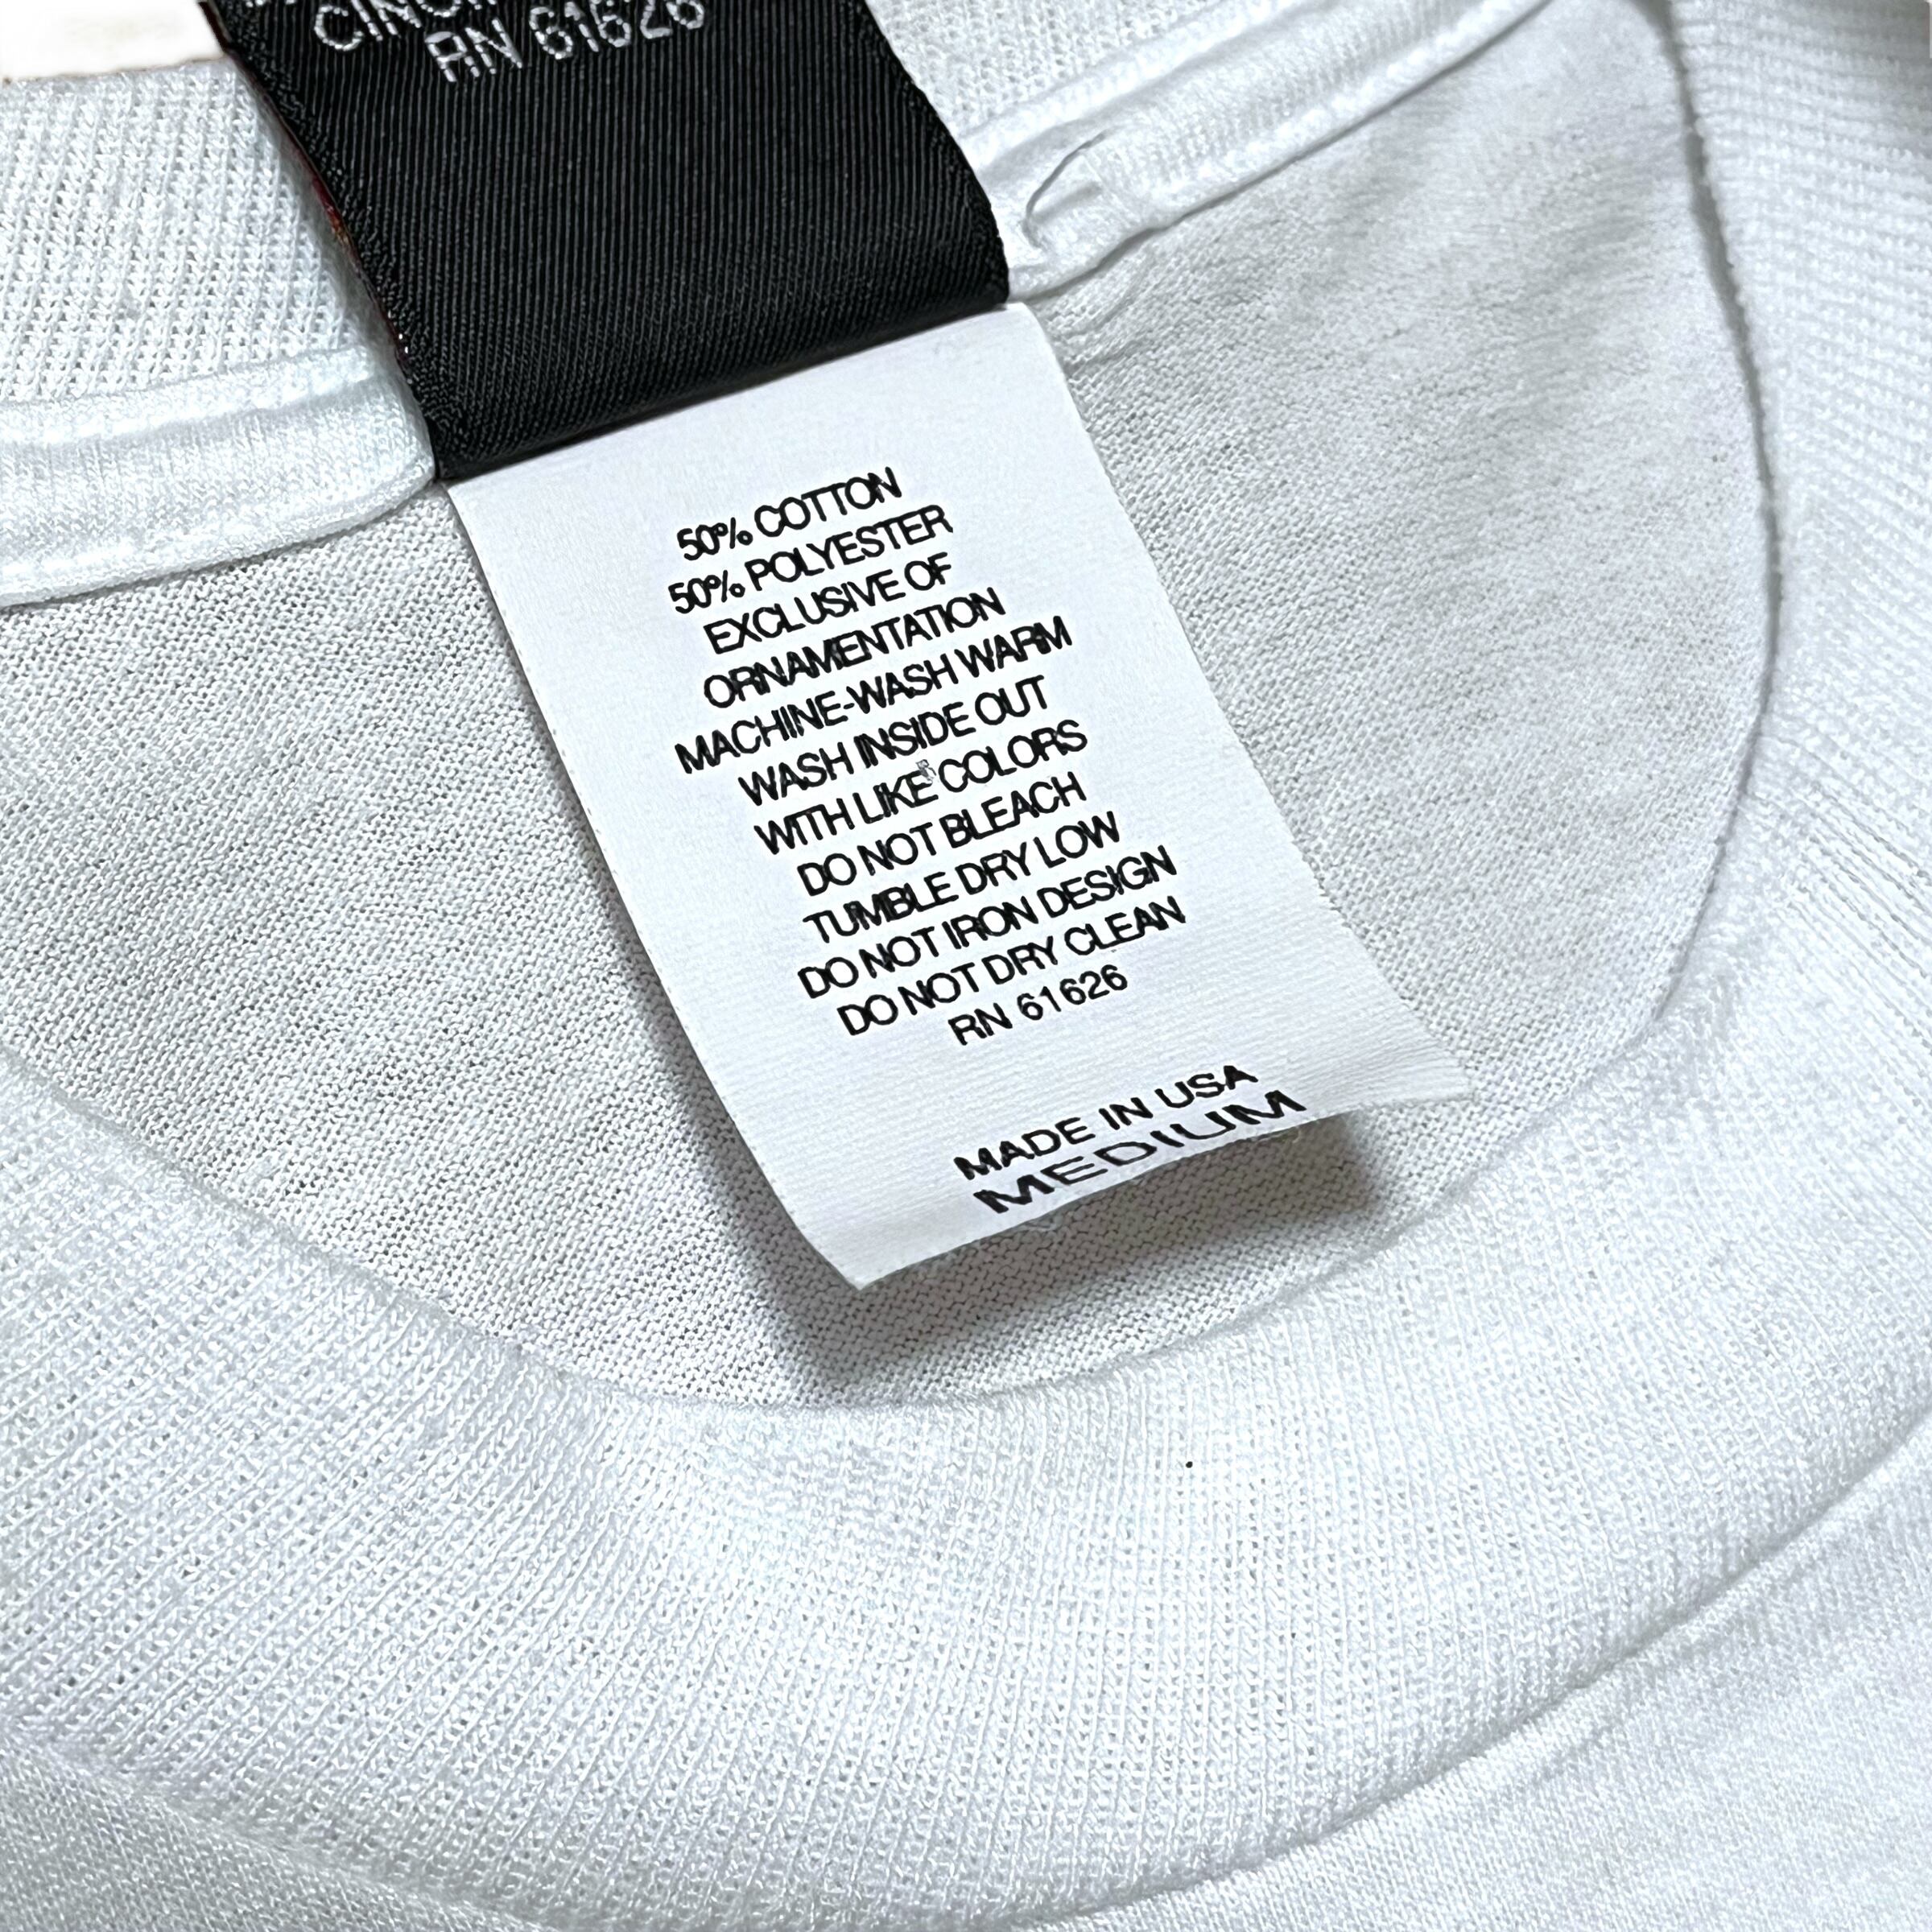 RN 61626
50% COTTON
50% POLYESTER
EXCLUSIVE OF
ORNAMENTATION
MACHINE-WASH WARM
WASH INSIDE OUT
WITH LIKE COLORS
DO NOT BLEACH
TUMBLE DRY LOW
DO NOT IRON DESIGN
DO NOT DRY CLEAN
RN 61626
MADE IN USA
MEDIUM